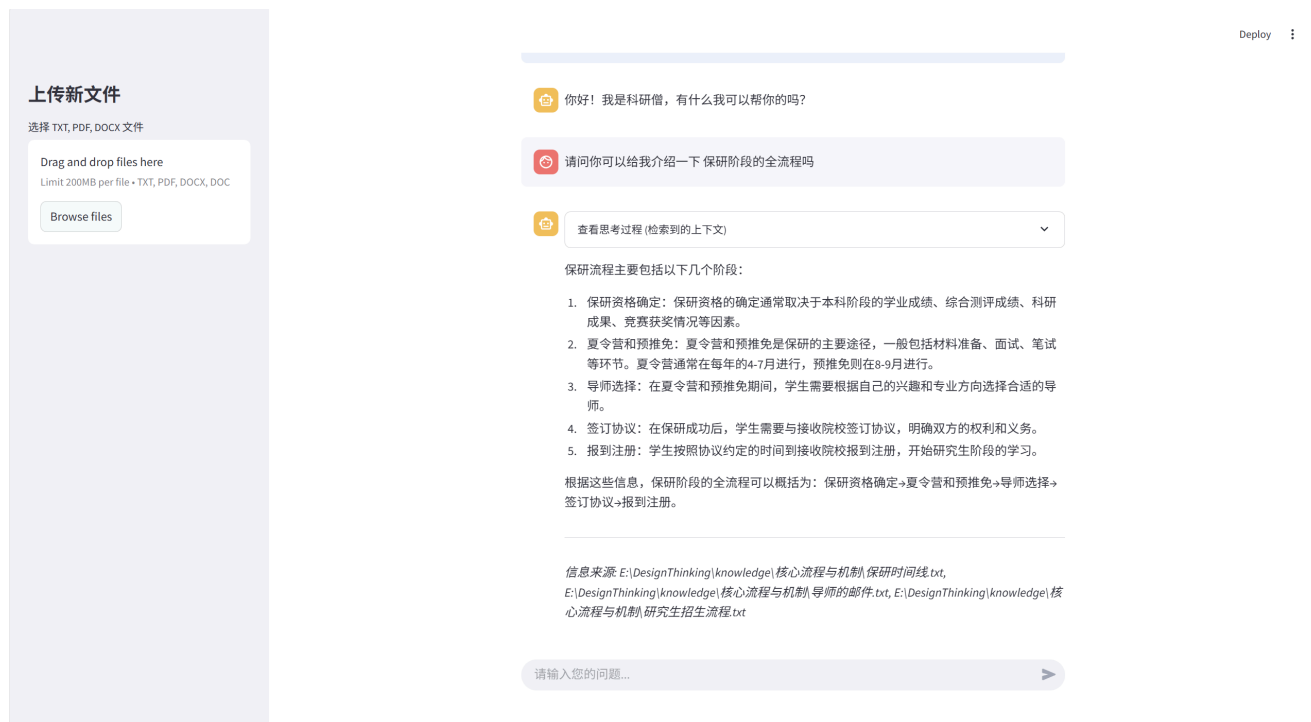 Deploy
上传新文件
选择 TXT, PDF, DOCX 文件
Drag and drop files here
Limit 200MB per file • TXT, PDF, DOCX, DOC
Browse files
你好！我是科研僧，有什么我可以帮你的吗？
请问你可以给我介绍一下 保研阶段的全流程吗
查看思考过程 (检索到的上下文)
保研流程主要包括以下几个阶段：
1. 保研资格确定：保研资格的确定通常取决于本科阶段的学业成绩、综合测评成绩、科研
成果、竞赛获奖情况等因素。
2. 夏令营和预推免：夏令营和预推免是保研的主要途径，一般包括材料准备、面试、笔试
等环节。夏令营通常在每年的4-7月进行，预推免则在8-9月进行。
3. 导师选择：在夏令营和预推免期间，学生需要根据自己的兴趣和专业方向选择合适的导
师。
4. 签订协议：在保研成功后，学生需要与接收院校签订协议，明确双方的权利和义务。
5. 报到注册：学生按照协议约定的时间到接收院校报到注册，开始研究生阶段的学习。
根据这些信息，保研阶段的全流程可以概括为：保研资格确定→夏令营和预推免→导师选择→
签订协议→报到注册。
信息来源: E:\DesignThinking\knowledge\核心流程与机制\保研时间线.txt,
E:\DesignThinking\knowledge\核心流程与机制\导师的邮件.txt, E:\DesignThinking\knowledge\核
心流程与机制\研究生招生流程.txt
请输入您的问题...